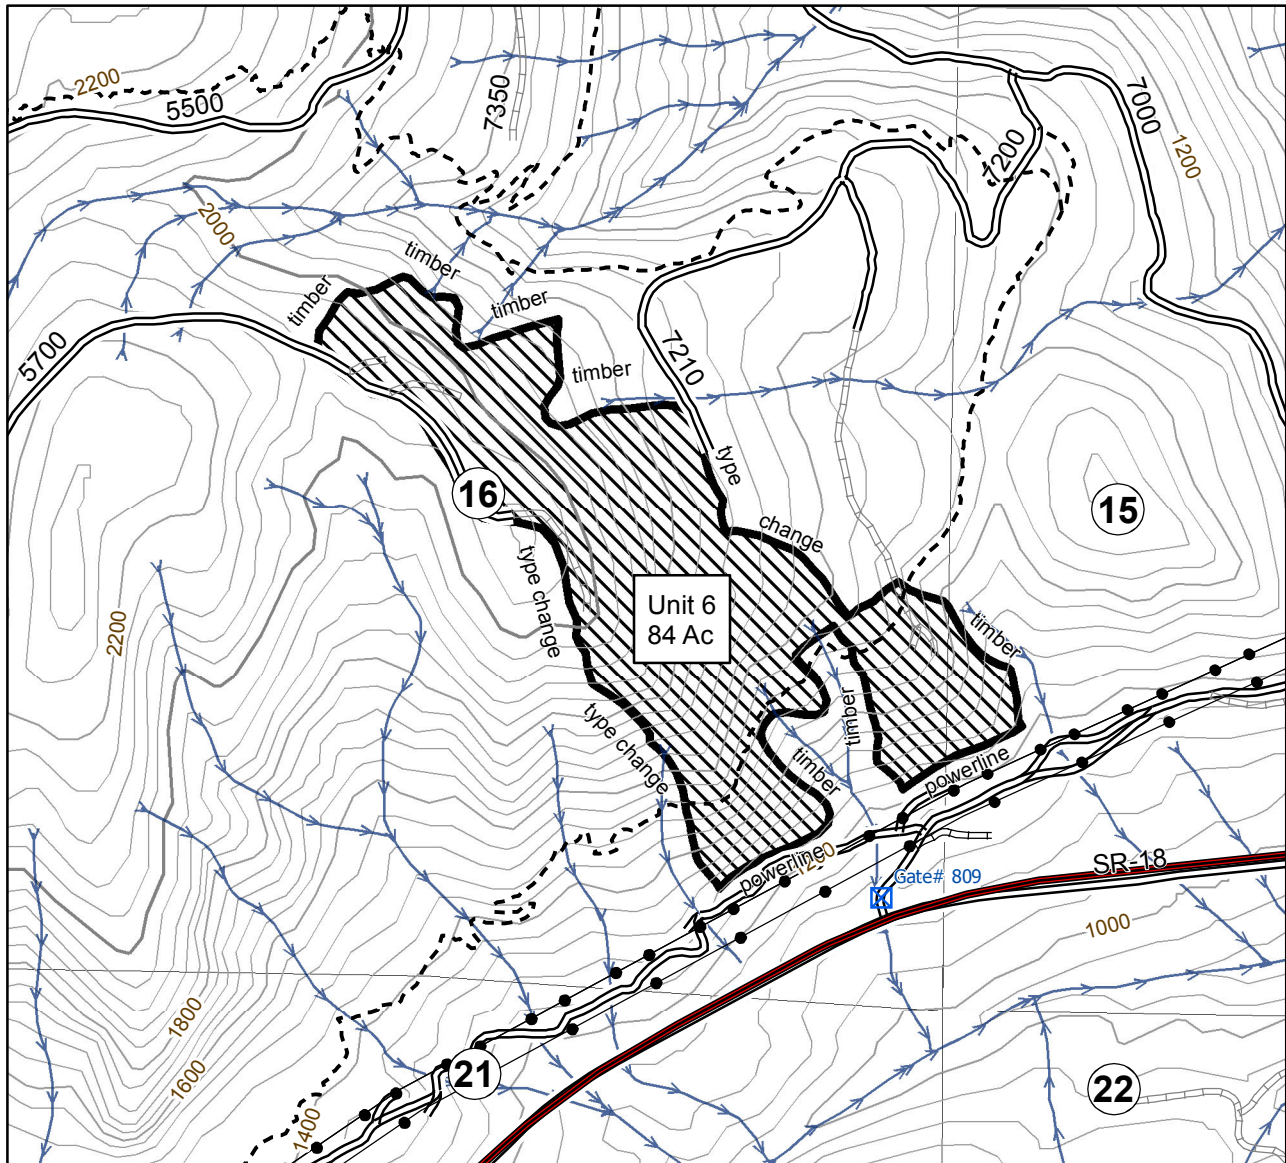 2200
5500
7350
7000
1200
7200
2000
timber
timber
timber
timber
5700
7210
type
change
16
15
type change
Unit 6
84 Ac
timber
2200
timber
type change
timber
powerline
powerline
1200
SR-18
Gate# 809
1000
1800
1600
1400
21
22